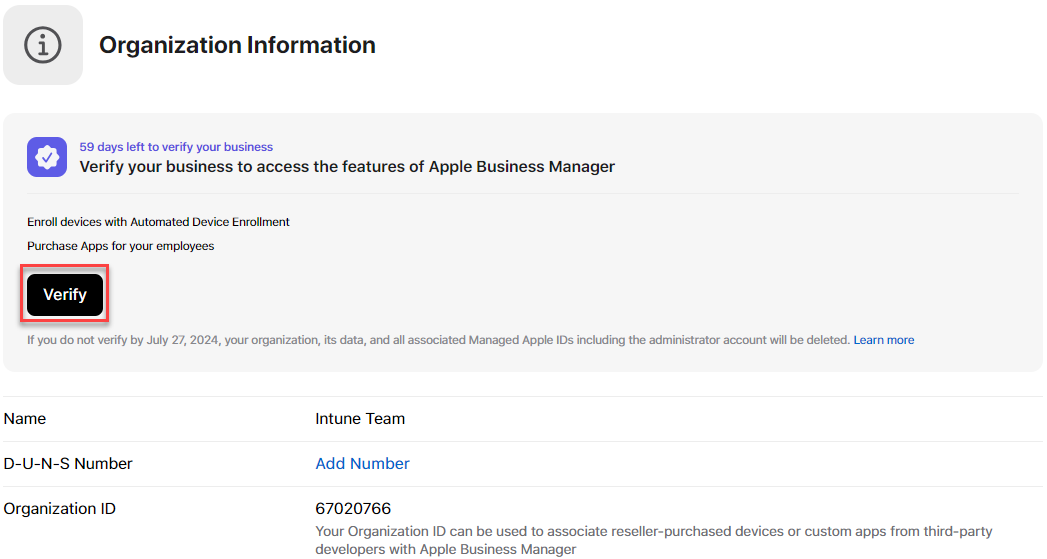 Organization Information
59 days left to verify your business
Verify your business to access the features of Apple Business Manager
Enroll devices with Automated Device Enrollment
Purchase Apps for your employees
Verify
If you do not verify by July 27, 2024, your organization, its data, and all associated Managed Apple IDs including the administrator account will be deleted. Learn more
Name Intune Team
D-U-N-S Number Add Number
Organization ID 67020766
Your Organization ID can be used to associate reseller-purchased devices or custom apps from third-party
developers with Apple Business Manager